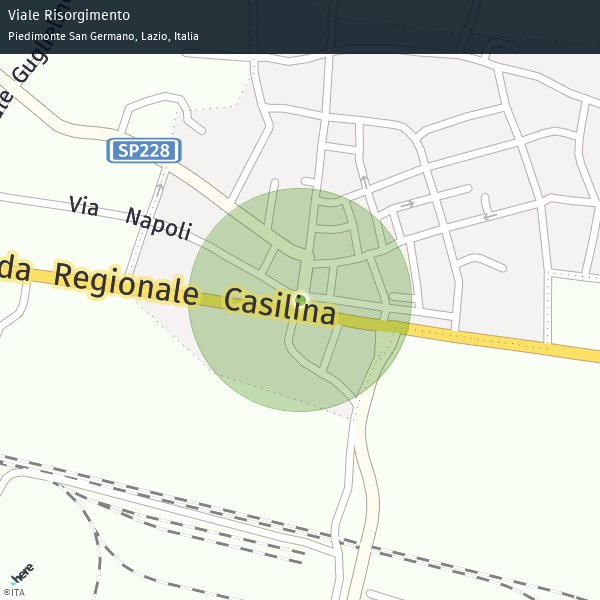 Viale Risorgimento
Piedimonte San Germano, Lazio, Italia
SP228
Via Napoli
da Regionale Casilina
here
©ITA